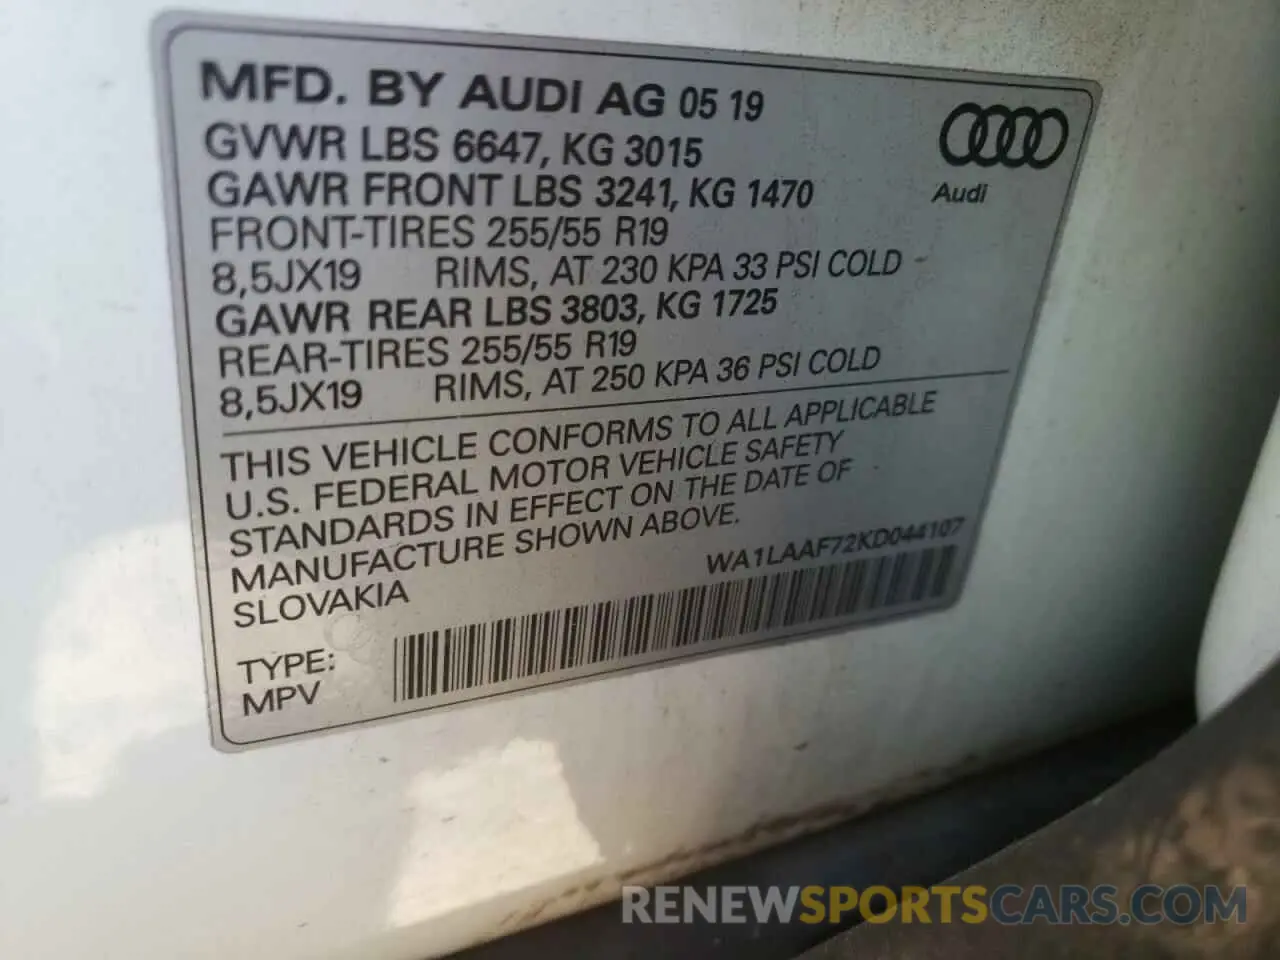 MFD. BY AUDI AG 05 19
GVWR LBS 6647, KG 3015
GAWR FRONT LBS 3241, KG 1470
FRONT-TIRES 255/55 R19
8,5JX19 RIMS, AT 230 KPA 33 PSI COLD
GAWR REAR LBS 3803, KG 1725
REAR-TIRES 255/55 R19
8,5JX19 RIMS, AT 250 KPA 36 PSI COLD
Audi
THIS VEHICLE CONFORMS TO ALL APPLICABLE
U.S. FEDERAL MOTOR VEHICLE SAFETY
STANDARDS IN EFFECT ON THE DATE OF
MANUFACTURE SHOWN ABOVE.
SLOVAKIA
WA1LAAF72KD044107
TYPE:
MPV
RENEWSPORTSCARS.COM